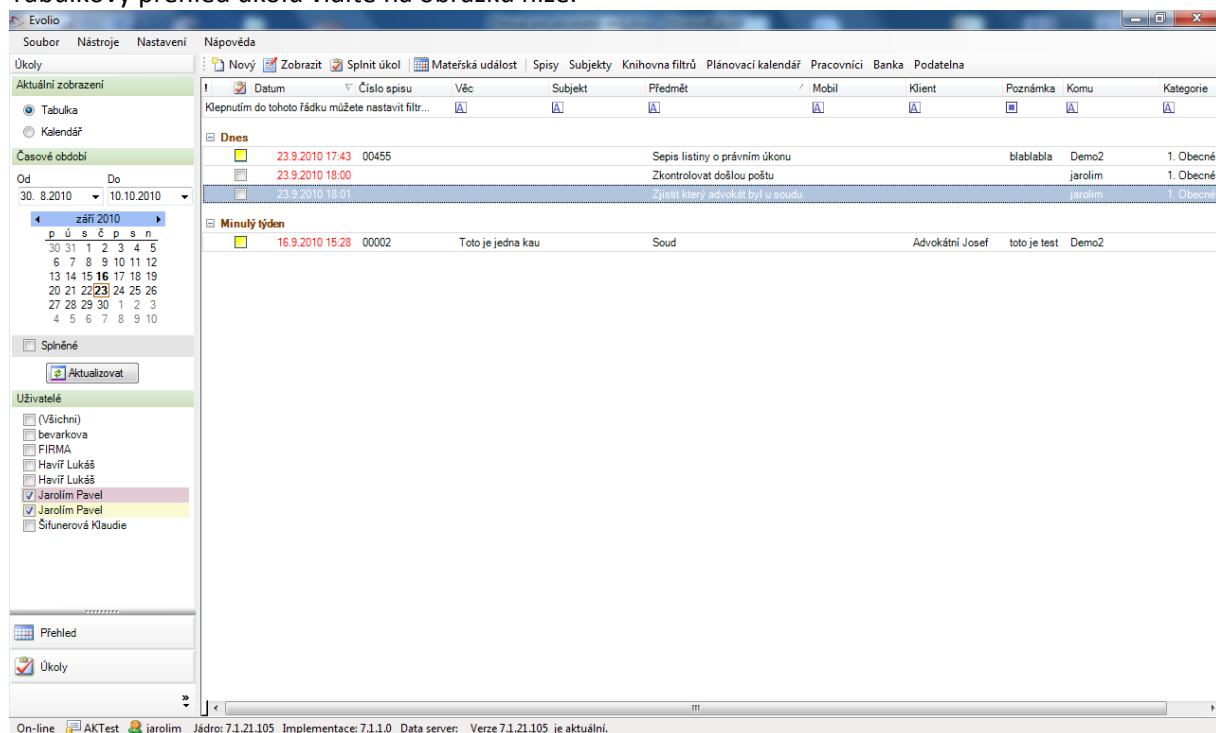 Tabulkový přehled úkolů vidíte na obrázku níže.
Evolio
Soubor Nástroje Nastavení Nápověda
Úkoly
Nový Zobrazit Splnit úkol Mateřská událost Spisy Subjekty Knihovna filtrů Plánovací kalendář Pracovníci Banka Podatelna
Aktuální zobrazení
Tabulka
Kalendář
Časové období
Od Do
30. 8.2010 10.10.2010
září 2010
p ú s č p s n
30 31 1 2 3 4 5
6 7 8 9 10 11 12
13 14 15 16 17 18 19
20 21 22 23 24 25 26
27 28 29 30 1 2 3
4 5 6 7 8 9 10
Splněné
Aktualizovat
Uživatelé
(Všichni)
bevarkova
FIRMA
Havíř Lukáš
Havíř Lukáš
Jarolím Pavel
Jarolím Pavel
Šifunerová Klaudie
Přehled
Úkoly
! Datum Číslo spisu Věc Subjekt Předmět Mobil Klient Poznámka Komu Kategorie
Klepnutím do tohoto řádku můžete nastavit filtr... A A A A A A A
Dnes
23.9.2010 17:43 00455 Sepis listiny o právním úkonu blablabla Demo2 1. Obecné
23.9.2010 18:00 Zkontrolovat došlou poštu jarolim 1. Obecné
23.9.2010 18:01 Zjistit který advokát byl u soudu. jarolim 1. Obecné
Minulý týden
16.9.2010 15:28 00002 Toto je jedna kau Soud Advokátní Josef toto je test Demo2
On-line AKTest jarolim Jádro: 7.1.21.105 Implementace: 7.1.1.0 Data server: Verze 7.1.21.105 je aktuální.